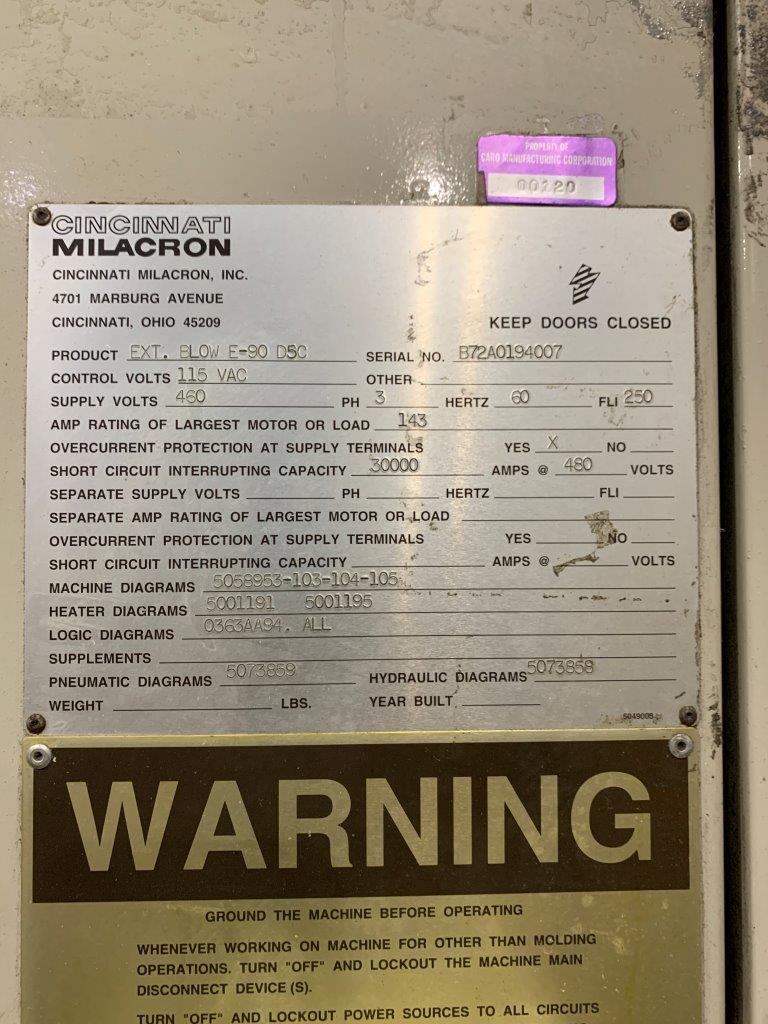 PROPERTY OF
CARO MANUFACTURING CORPORATION
00120
CINCINNATI
MILACRON
CINCINNATI MILACRON, INC.
4701 MARBURG AVENUE
CINCINNATI, OHIO 45209
KEEP DOORS CLOSED
PRODUCT EXT. BLOW E-90 D5C SERIAL NO. B72A0194007
CONTROL VOLTS 115 VAC OTHER
SUPPLY VOLTS 460 PH 3 HERTZ 60 FLI 250
AMP RATING OF LARGEST MOTOR OR LOAD 143
OVERCURRENT PROTECTION AT SUPPLY TERMINALS YES X NO
SHORT CIRCUIT INTERRUPTING CAPACITY 30000 AMPS @ 480 VOLTS
SEPARATE SUPPLY VOLTS PH HERTZ FLI
SEPARATE AMP RATING OF LARGEST MOTOR OR LOAD
OVERCURRENT PROTECTION AT SUPPLY TERMINALS YES NO
SHORT CIRCUIT INTERRUPTING CAPACITY AMPS @ VOLTS
MACHINE DIAGRAMS 5058953-103-104-105
HEATER DIAGRAMS 5001191 5001195
LOGIC DIAGRAMS 0363AA94. ALL
SUPPLEMENTS
PNEUMATIC DIAGRAMS 5073859 HYDRAULIC DIAGRAMS 5073858
WEIGHT LBS. YEAR BUILT
WARNING
GROUND THE MACHINE BEFORE OPERATING
WHENEVER WORKING ON MACHINE FOR OTHER THAN MOLDING
OPERATIONS. TURN "OFF" AND LOCKOUT THE MACHINE MAIN
DISCONNECT DEVICE (S).
TURN "OFF" AND LOCKOUT POWER SOURCES TO ALL CIRCUITS